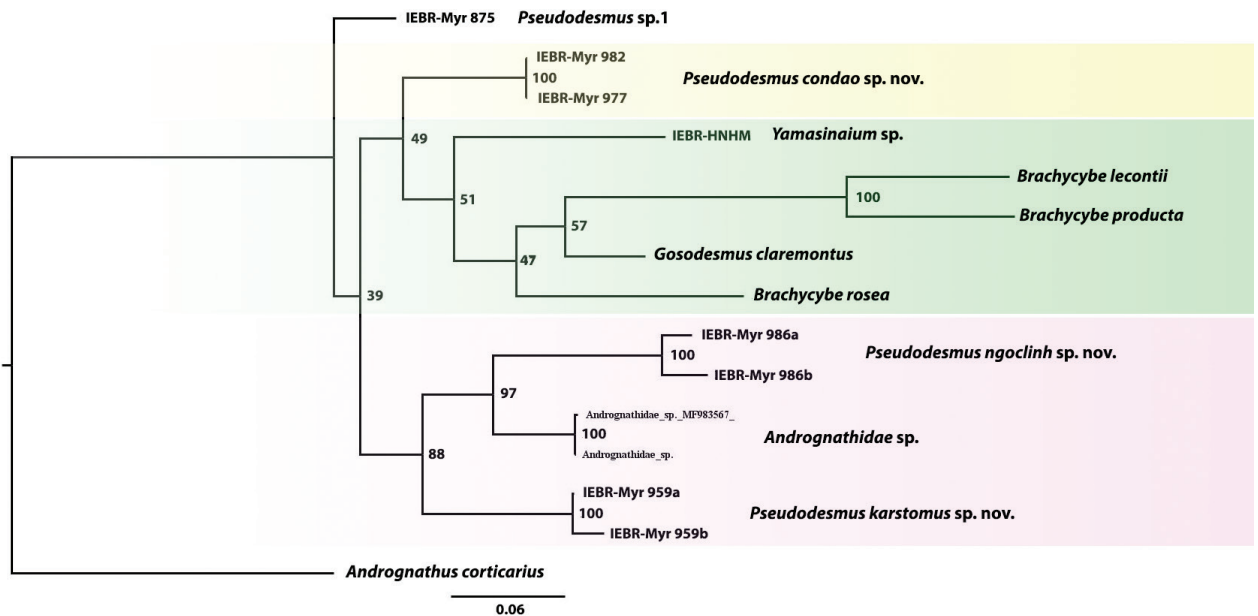 IEBR-Myr 875 Pseudodesmus sp.1
IEBR-Myr 982
100 Pseudodesmus condao sp. nov.
IEBR-Myr 977
49
IEBR-HNHM Yamasinaium sp.
Brachycybe lecontii
100
51
Brachycybe producta
57
Gosodesmus claremontus
47
39
Brachycybe rosea
IEBR-Myr 986a
100 Pseudodesmus ngoclinh sp. nov.
IEBR-Myr 986b
97
Andrognathidae_sp._MF983567_
100 Andrognathidae sp.
Andrognathidae_sp.
88
IEBR-Myr 959a
100 Pseudodesmus karstomus sp. nov.
IEBR-Myr 959b
Andrognathus corticarius
0.06